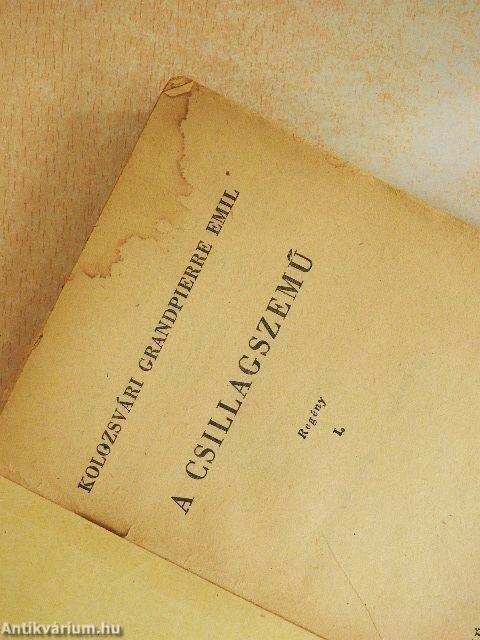 KOLOZSVÁRI GRANDPIERRE EMIL
A CSILLAGSZEMŰ
Regény
I.
Antikvárium.hu